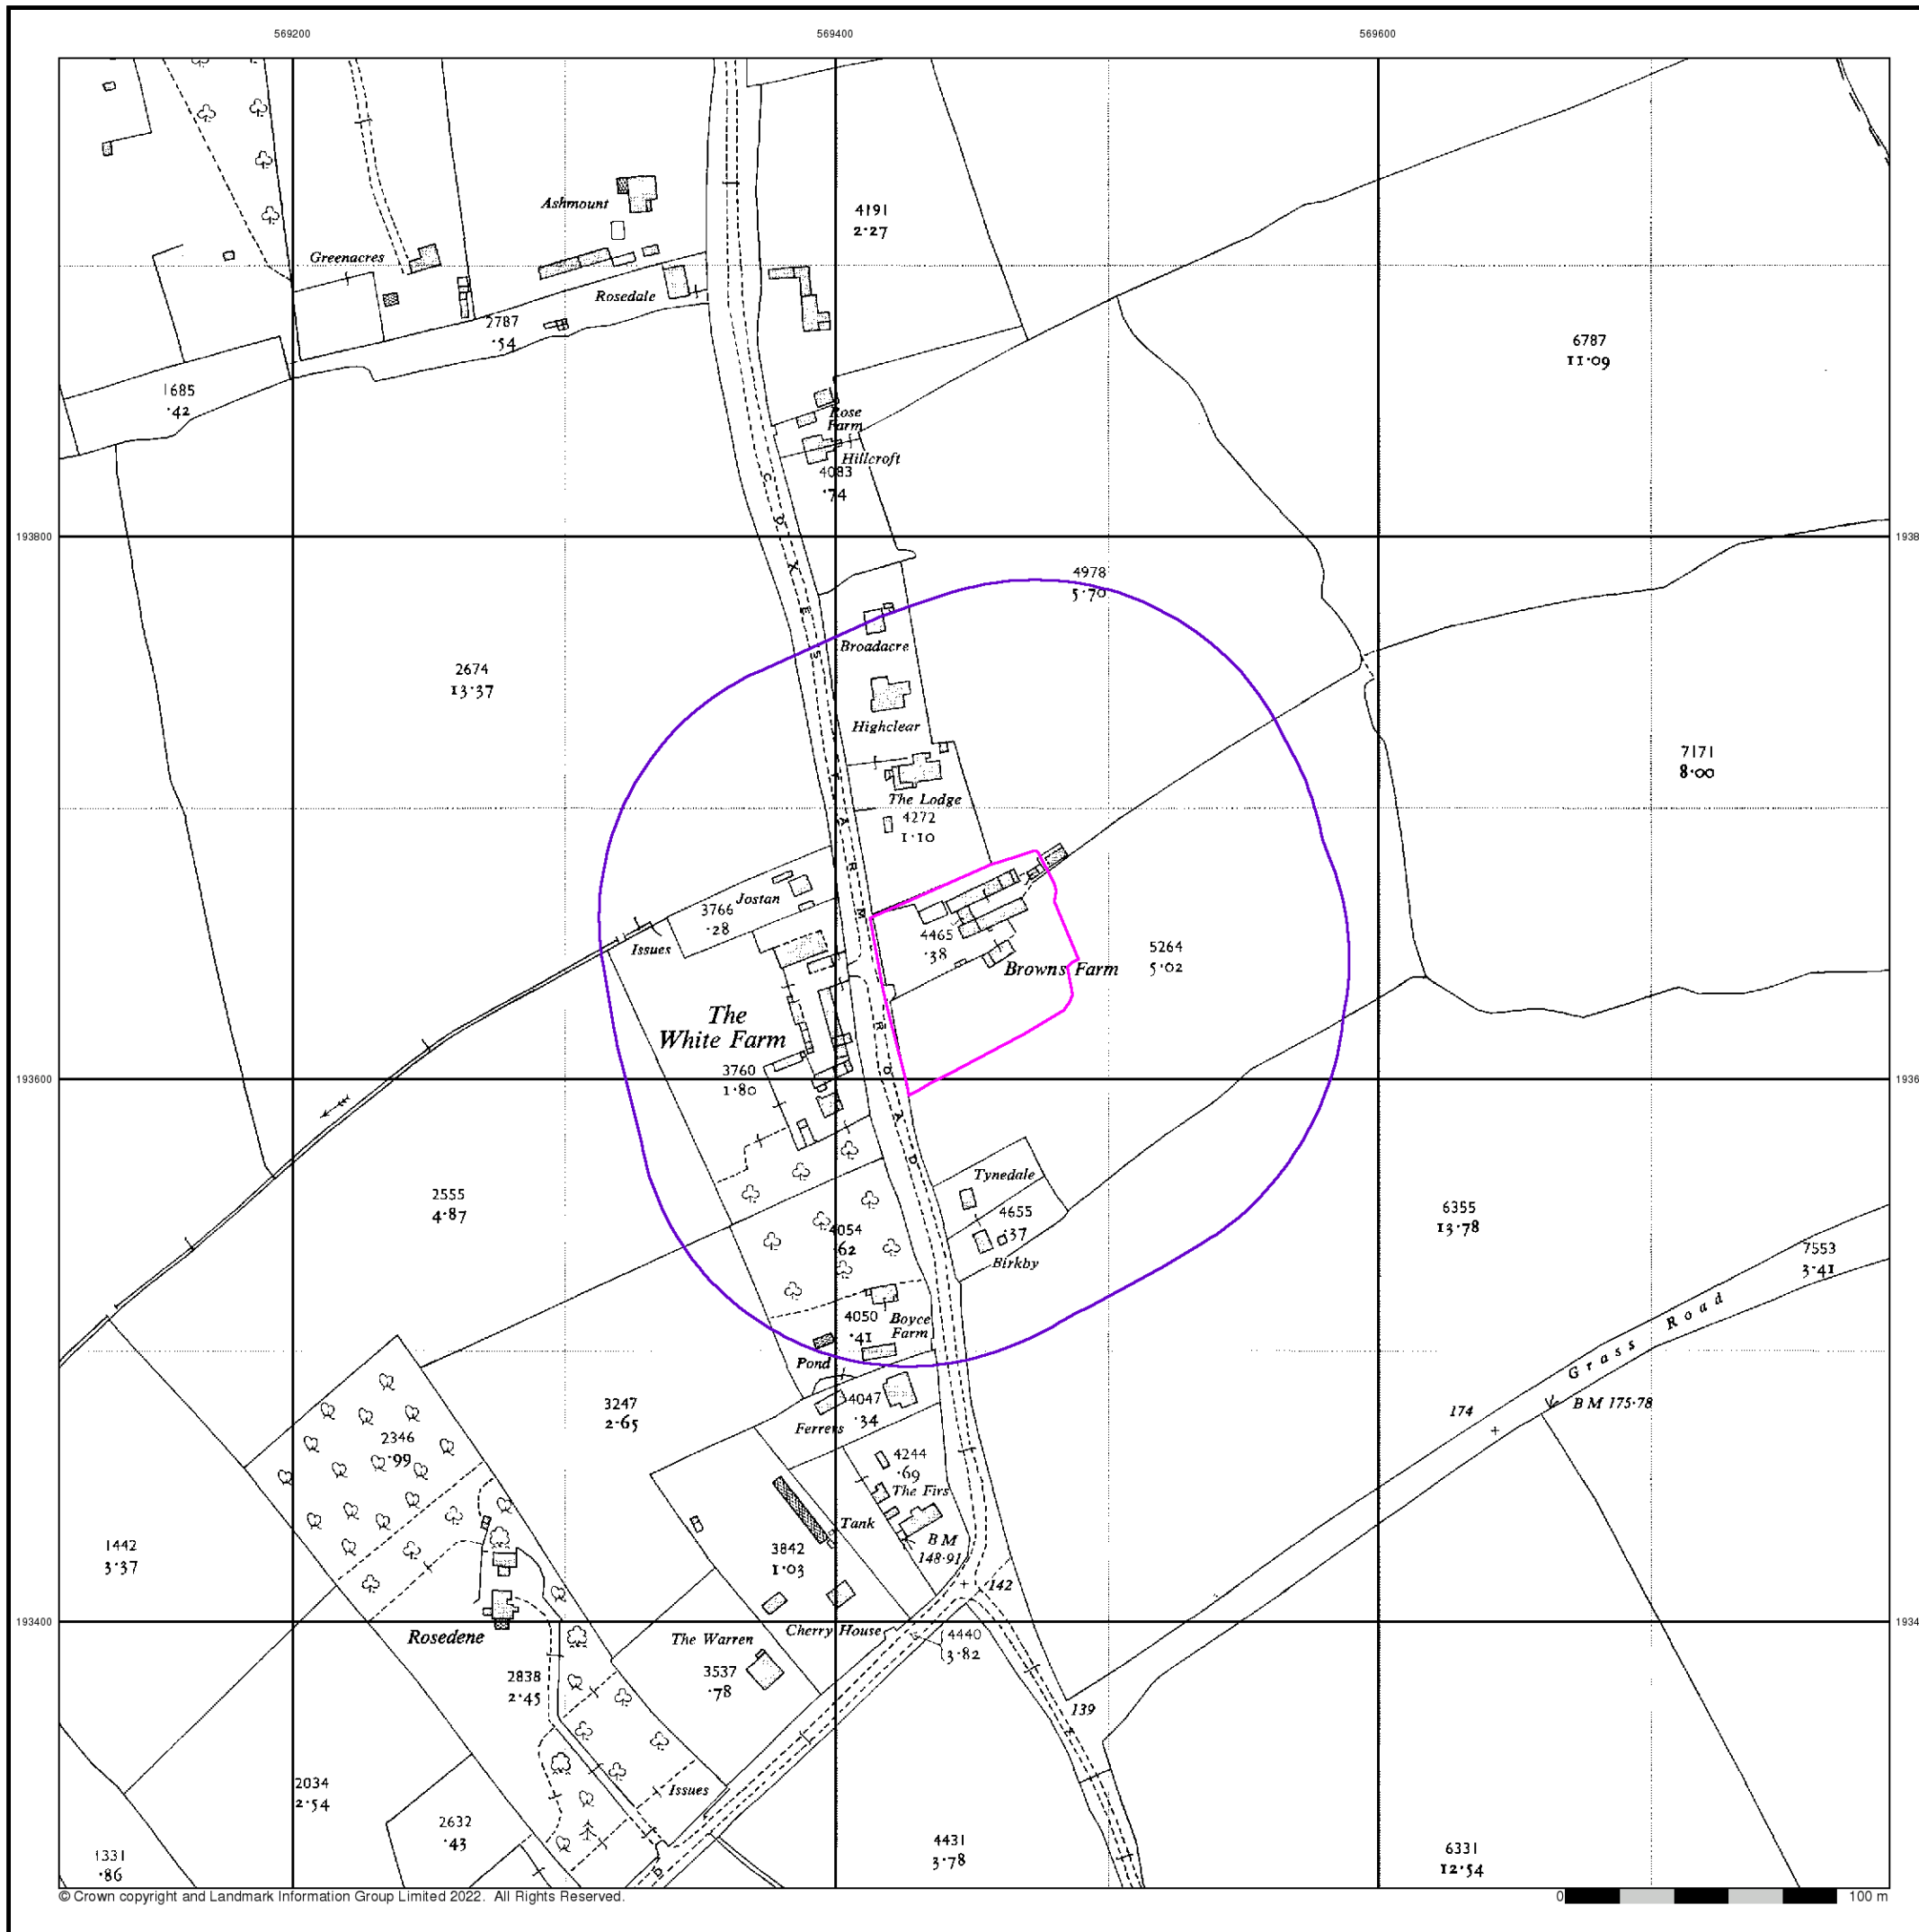 569200
569400
569600
Ashmount
4191
2·27
Greenacres
Rosedale
2787
·54
6787
11·09
1685
·42
Rose
Farm
Hillcroft
4083
·74
193800
1938
COXES FARM ROAD
4978
5·70
Broadacre
2674
13·37
Highclear
7171
8·00
The Lodge
4272
1·10
Jostan
3766
·28
Issues
4465
·38
5264
5·02
Browns Farm
The
White Farm
3760
1·80
193600
1936
Tynedale
2555
4·87
4655
·37
6355
13·78
4054
·62
Birkby
7553
3·41
4050
·41
Boyce
Farm
Grass Road
Pond
BM 175·78
174
3247
2·65
4047
·34
Ferrers
2346
·99
4244
·69
The Firs
Tank
BM
148·91
1442
3·37
3842
1·03
142
193400
1934
Rosedene
The Warren
Cherry House
4440
3·82
2838
2·45
3537
·78
139
Issues
2034
2·54
2632
·43
4431
3·78
6331
12·54
1331
·86
© Crown copyright and Landmark Information Group Limited 2022. All Rights Reserved.
0
100 m